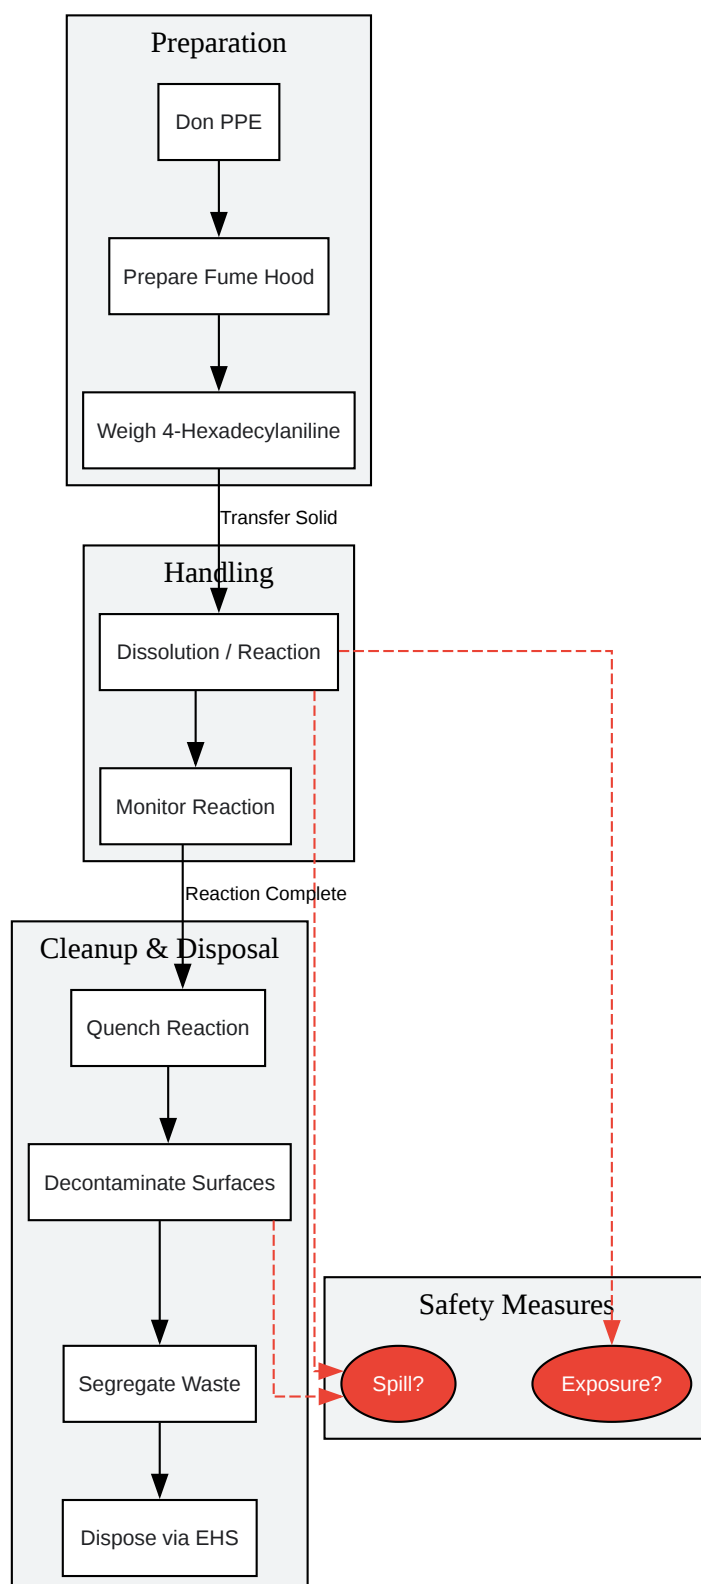 Preparation
Don PPE
Prepare Fume Hood
Weigh 4-Hexadecylaniline
Transfer Solid
Handling
Dissolution / Reaction
Monitor Reaction
Reaction Complete
Cleanup & Disposal
Quench Reaction
Decontaminate Surfaces
Safety Measures
Segregate Waste
Spill?
Exposure?
Dispose via EHS